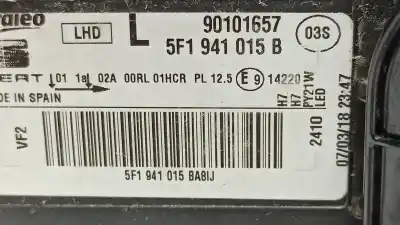 aleo LHD L 90101657 03S
5F1 941 015 B
EAT 01 1a 02A 00RL 01HCR PL 12.5 E 9 14220
DE IN SPAIN
VF2
5F1 941 015 BA8IJ
H7 PY21W
H7 LED
2410
07/03/18 23:47